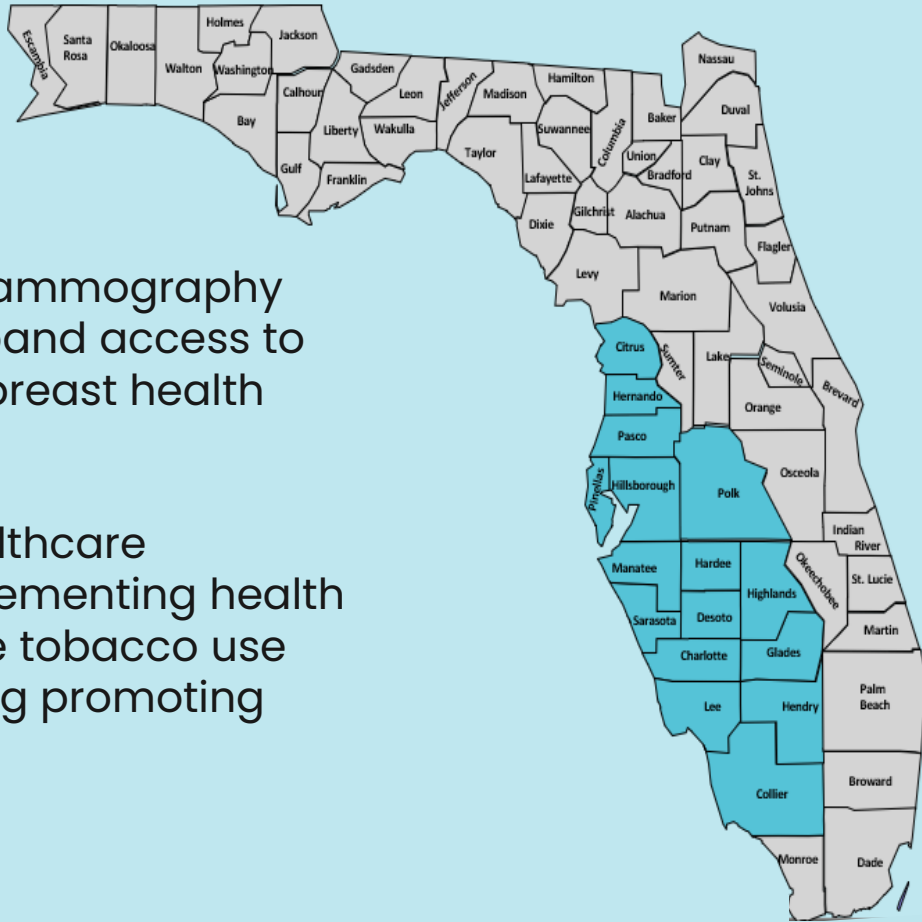 Holmes
Jackson
Escambia
Santa
Rosa
Okaloosa
Walton
Washington
Gadsden
Calhoun
Leon
Jefferson
Madison
Hamilton
Nassau
Bay
Liberty
Wakulla
Gulf
Franklin
Taylor
Suwannee
Columbia
Baker
Duval
Union
Bradford
Clay
Lafayette
St.
Johns
Dixie
Gilchrist
Alachua
Putnam
Flagler
Levy
Marion
Volusia
ammography
and access to
breast health
Citrus
Sumter
Lake
Seminole
Hernando
Orange
Brevard
Pasco
Osceola
Pinellas
Hillsborough
Polk
lthcare
ementing health
e tobacco use
g promoting
Indian
River
Manatee
Hardee
Okeechobee
St. Lucie
Highlands
Sarasota
Desoto
Martin
Charlotte
Glades
Lee
Hendry
Palm
Beach
Collier
Broward
Monroe
Dade